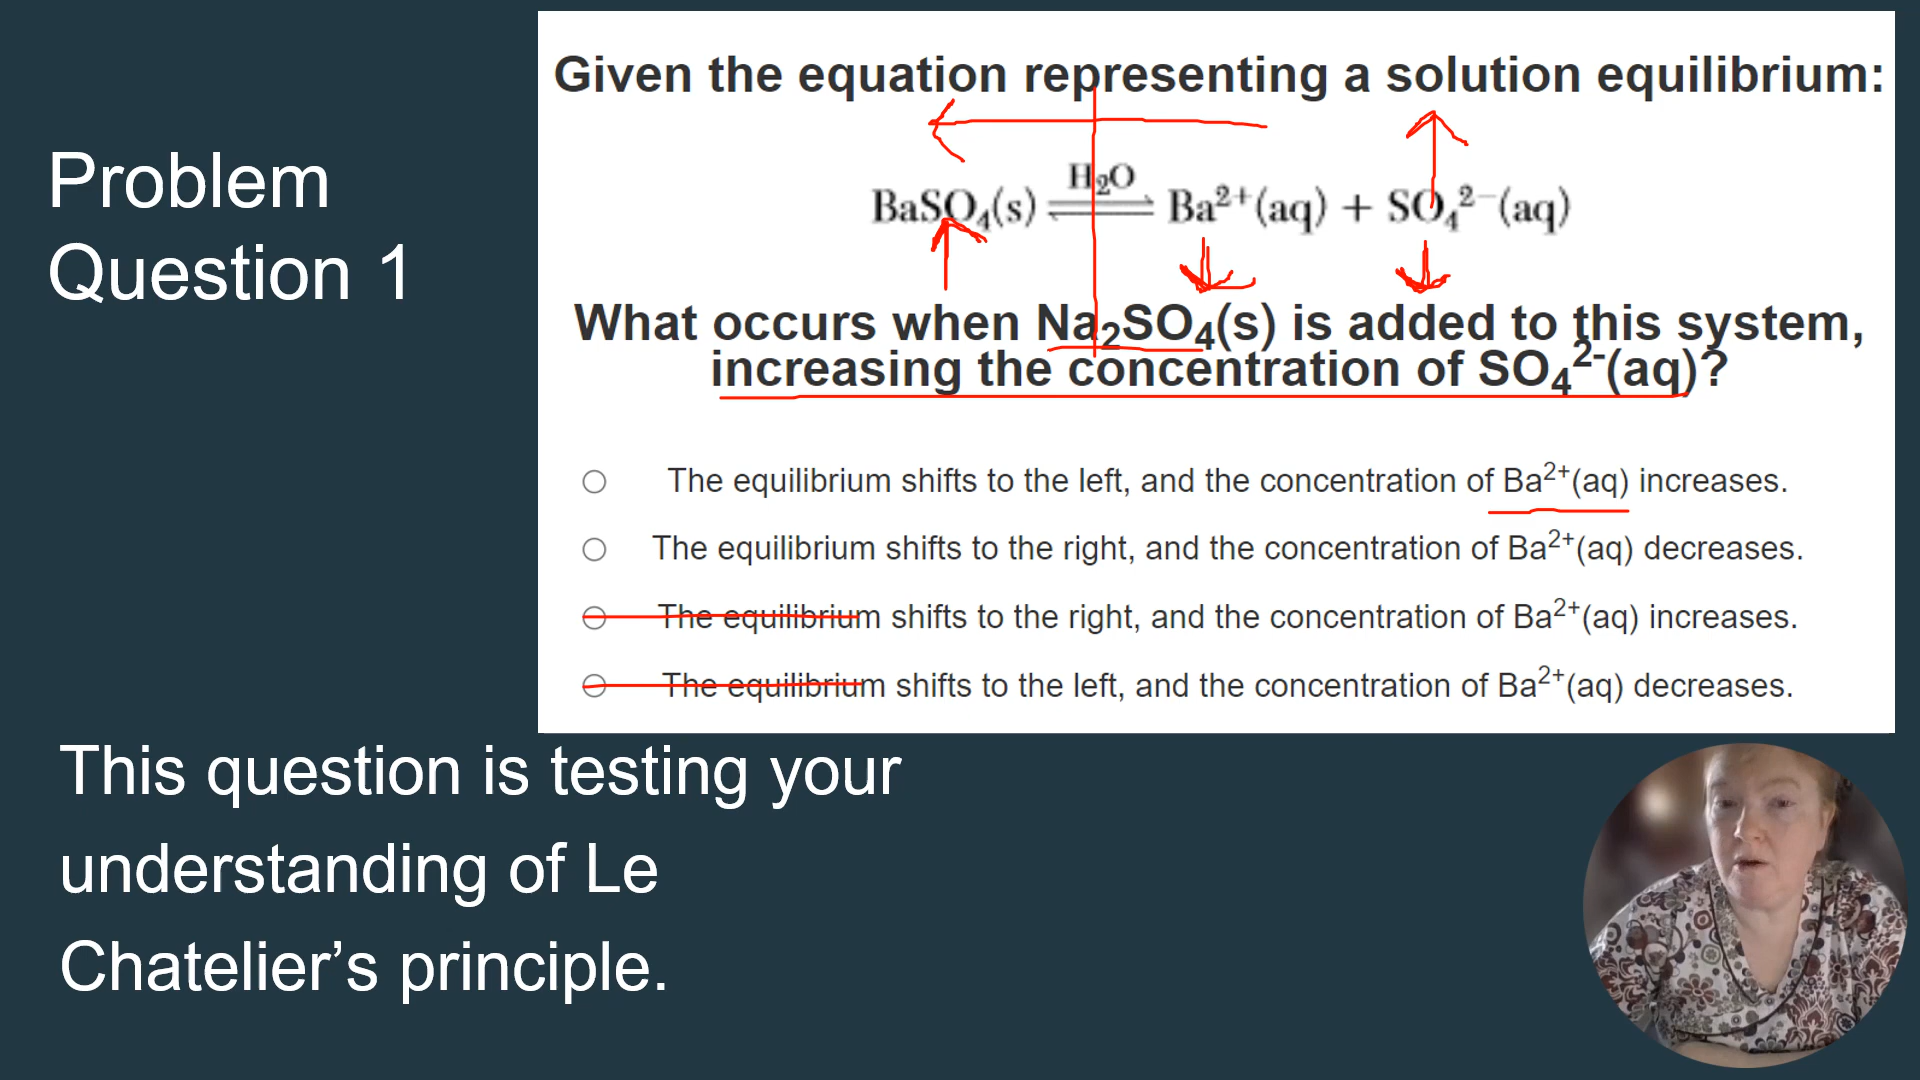 Problem
Question 1
Given the equation representing a solution equilibrium:
BaSO₄(s) ⇌ Ba²⁺(aq) + SO₄²⁻(aq)
H₂O
What occurs when Na₂SO₄(s) is added to this system,
increasing the concentration of SO₄²⁻(aq)?
The equilibrium shifts to the left, and the concentration of Ba²⁺(aq) increases.
The equilibrium shifts to the right, and the concentration of Ba²⁺(aq) decreases.
The equilibrium shifts to the right, and the concentration of Ba²⁺(aq) increases.
The equilibrium shifts to the left, and the concentration of Ba²⁺(aq) decreases.
This question is testing your
understanding of Le
Chatelier’s principle.